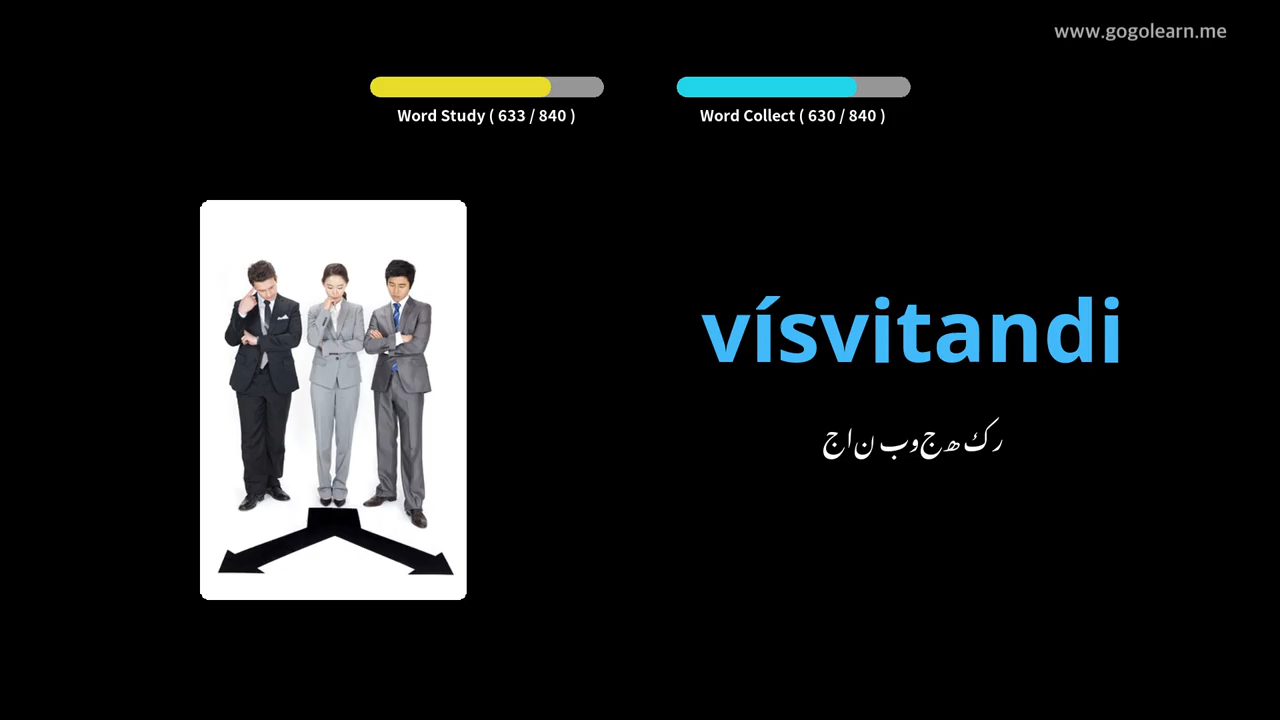 www.gogolearn.me
Word Study ( 633 / 840 )
Word Collect ( 630 / 840 )
vísvitandi
جان بوجھ کر